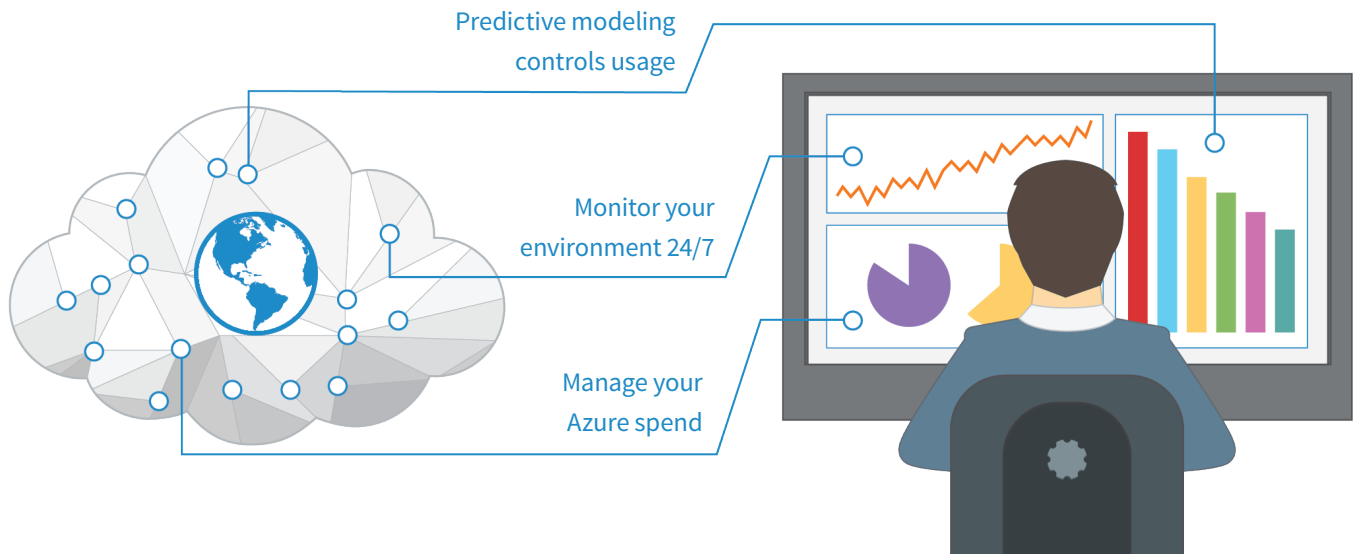 Predictive modeling
controls usage
Monitor your
environment 24/7
Manage your
Azure spend